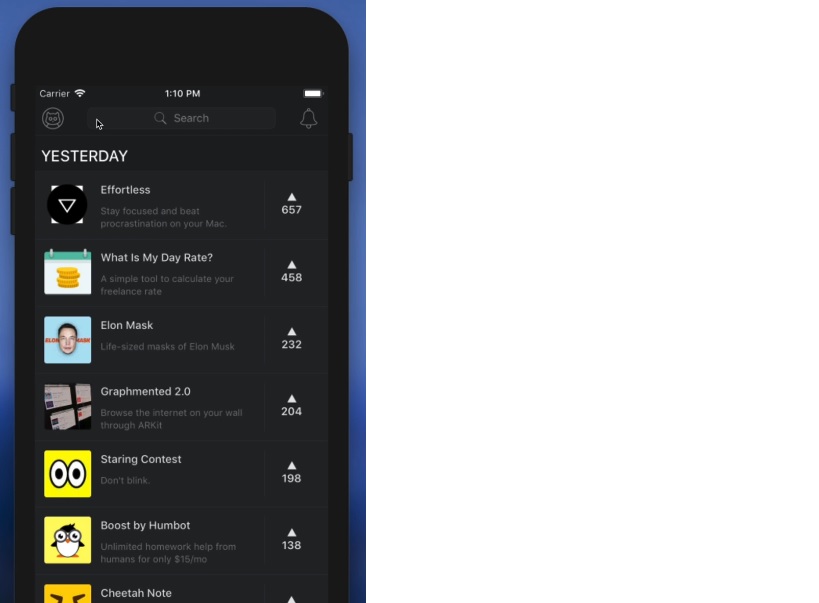 Carrier 1:10 PM
Search
YESTERDAY
Effortless
Stay focused and beat
procrastination on your Mac.
657
What Is My Day Rate?
A simple tool to calculate your
freelance rate
458
Elon Mask
Life-sized masks of Elon Musk
232
Graphmented 2.0
Browse the internet on your wall
through ARKit
204
Staring Contest
Don't blink.
198
Boost by Humbot
Unlimited homework help from
humans for only $15/mo
138
Cheetah Note